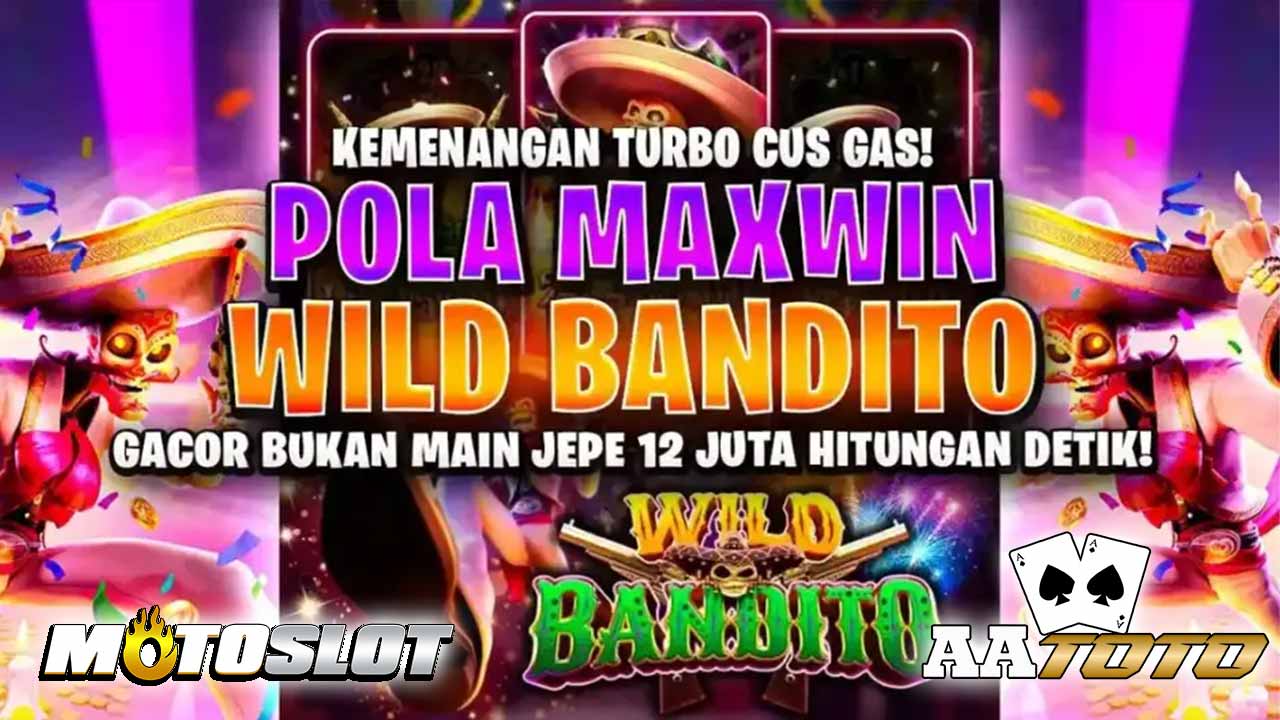 KEMENANGAN TURBO CUS GAS!
POLA MAXWIN
WILD BANDITO
GACOR BUKAN MAIN JEPE 12 JUTA HITUNGAN DETIK!
WILD
BANDITO
MOTOSLOT
A A
AATOTO